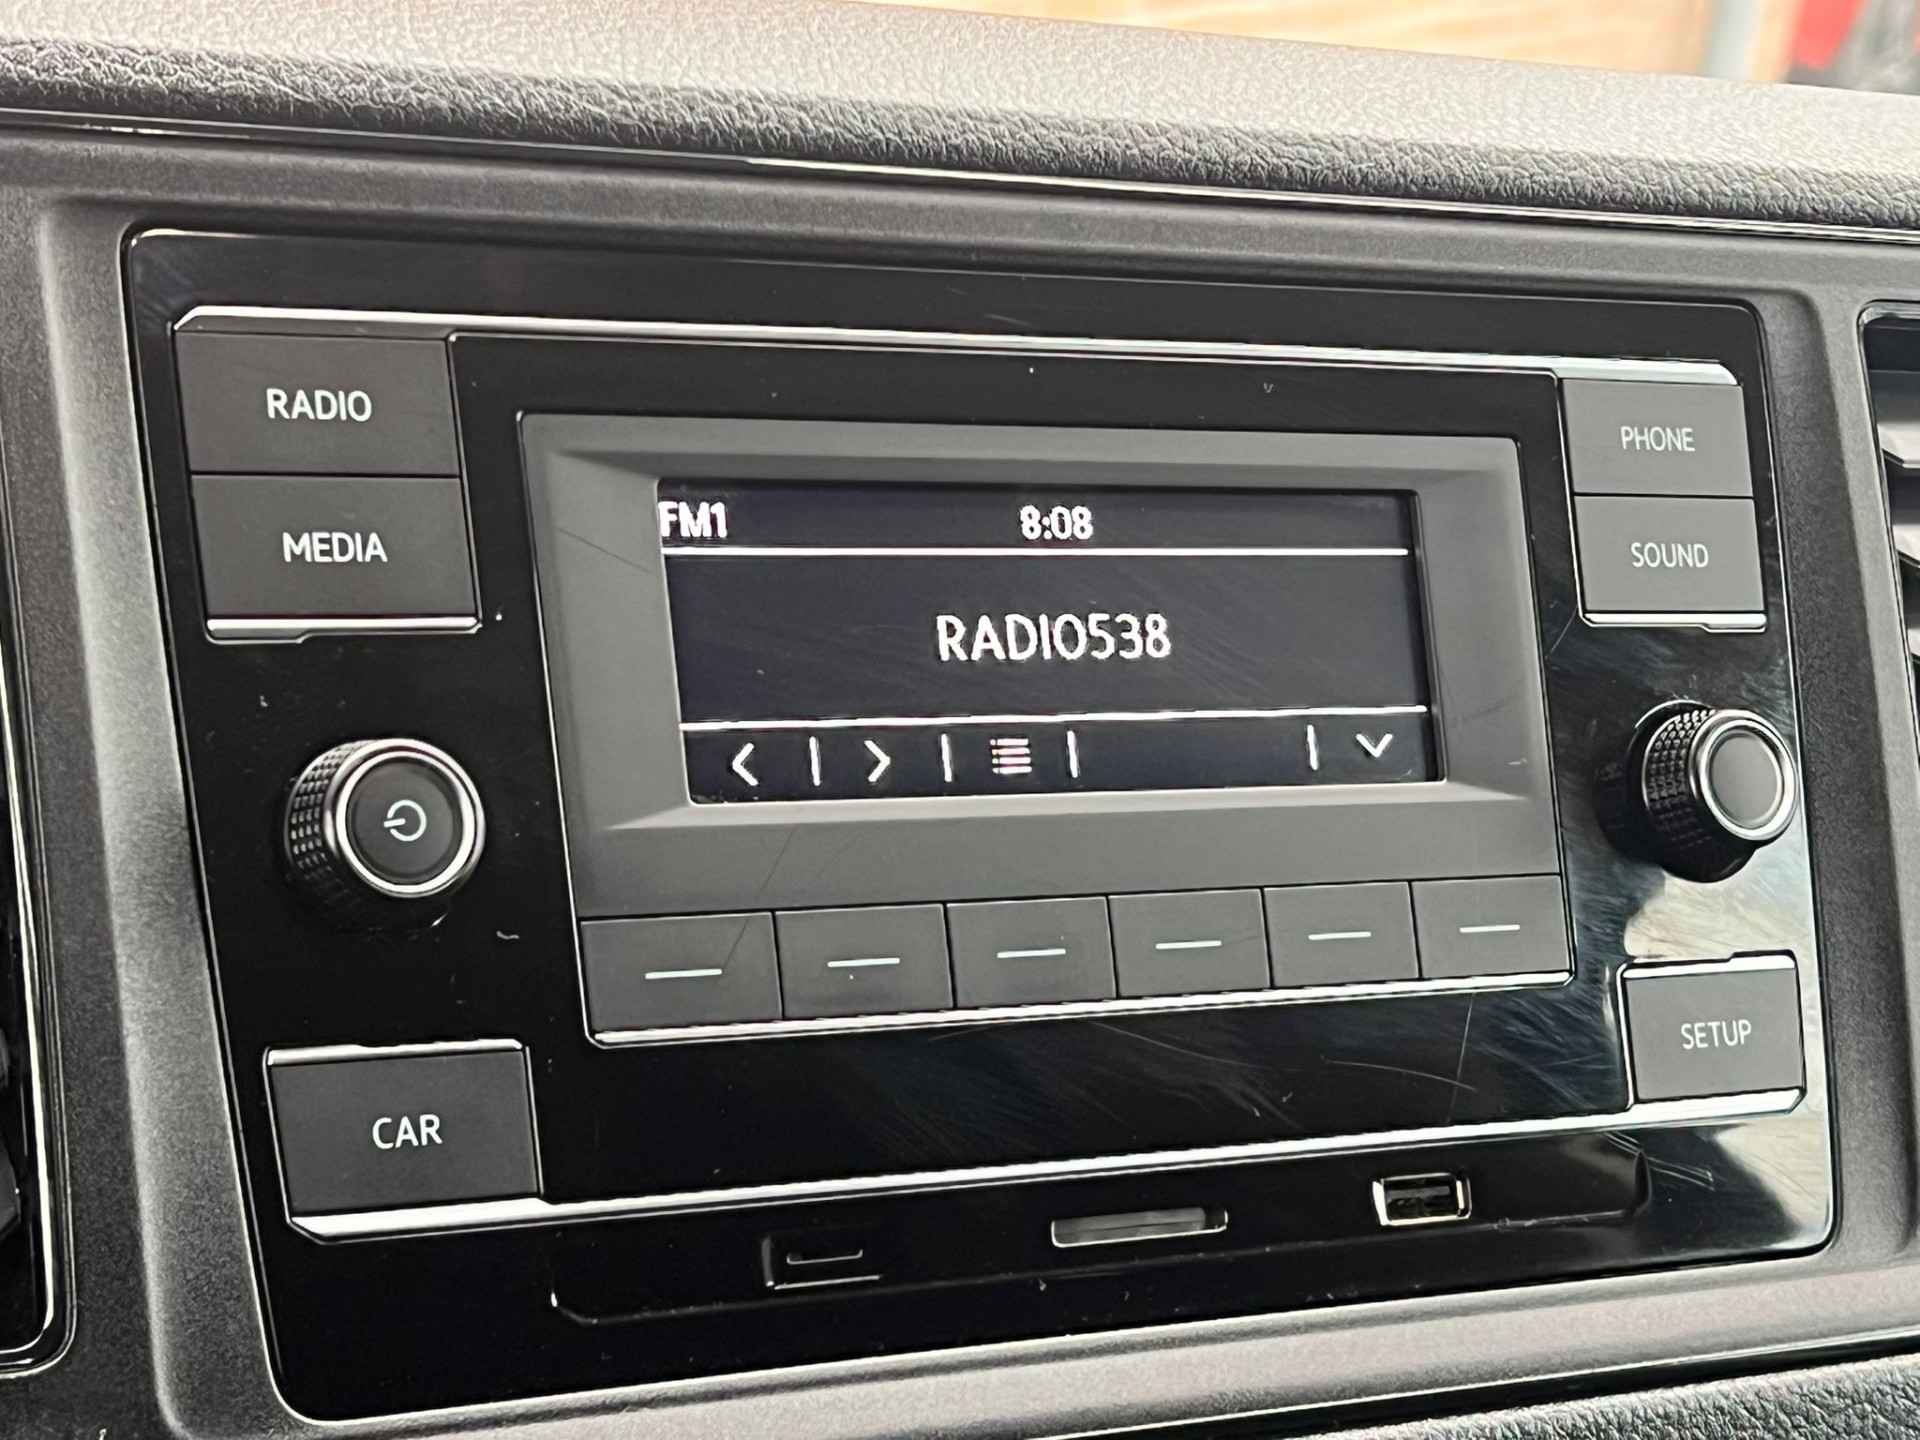 RADIO
MEDIA
PHONE
SOUND
FM1 8:08
RADIO538
CAR
SETUP